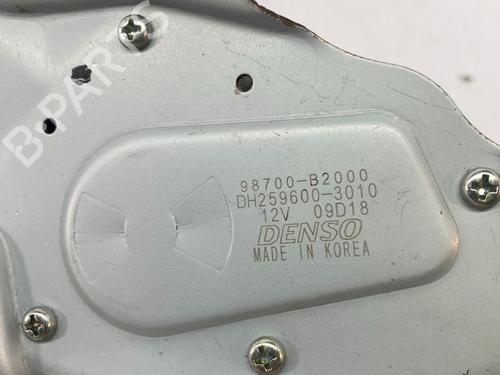 B-PARTS
98700-B2000
DH259600-3010
12V 09D18
DENSO
MADE IN KOREA